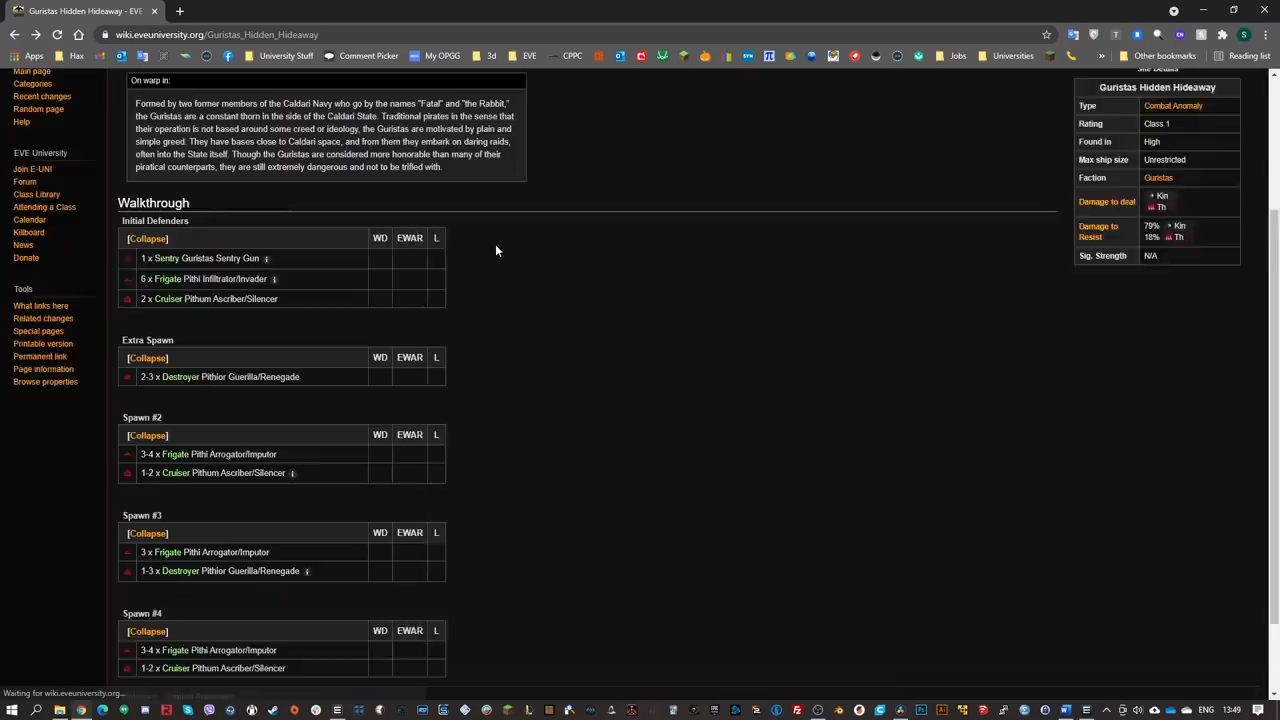 Guristas Hidden Hideaway - EVE
wiki.eveuniversity.org/Guristas_Hidden_Hideaway
Apps University Stuff Comment Picker My OPGG 3d EVE CPPC Jobs Universities » Other bookmarks Reading list
Main page
Categories
Recent changes
Random page
Help
EVE University
Join E-UNI
Forum
Class Library
Attending a Class
Calendar
Killboard
News
Donate
Tools
What links here
Related changes
Special pages
Printable version
Permanent link
Page information
Browse properties
On warp in:
Formed by two former members of the Caldari Navy who go by the names "Fatal" and "the Rabbit,"
the Guristas are a constant thorn in the side of the Caldari State. Traditional pirates in the sense that
their operation is not based around some creed or ideology, the Guristas are motivated by plain and
simple greed. They have bases close to Caldari space, and from them they embark on daring raids,
often into the State itself. Though the Guristas are considered more honorable than many of their
piratical counterparts, they are still extremely dangerous and not to be trifled with.
Walkthrough
Initial Defenders
[Collapse] WD EWAR L
1 x Sentry Guristas Sentry Gun
6 x Frigate Pithi Infiltrator/Invader
2 x Cruiser Pithum Ascriber/Silencer
Extra Spawn
[Collapse] WD EWAR L
2-3 x Destroyer Pithior Guerilla/Renegade
Spawn #2
[Collapse] WD EWAR L
3-4 x Frigate Pithi Arrogator/Imputor
1-2 x Cruiser Pithum Ascriber/Silencer
Spawn #3
[Collapse] WD EWAR L
3 x Frigate Pithi Arrogator/Imputor
1-3 x Destroyer Pithior Guerilla/Renegade
Spawn #4
[Collapse] WD EWAR L
3-4 x Frigate Pithi Arrogator/Imputor
1-2 x Cruiser Pithum Ascriber/Silencer
Site Details
Guristas Hidden Hideaway
Type Combat Anomaly
Rating Class 1
Found in High
Max ship size Unrestricted
Faction Guristas
Damage to deal Kin
Th
Damage to Resist 79% Kin
18% Th
Sig. Strength N/A
Waiting for wiki.eveuniversity.org...
ENG 13:49